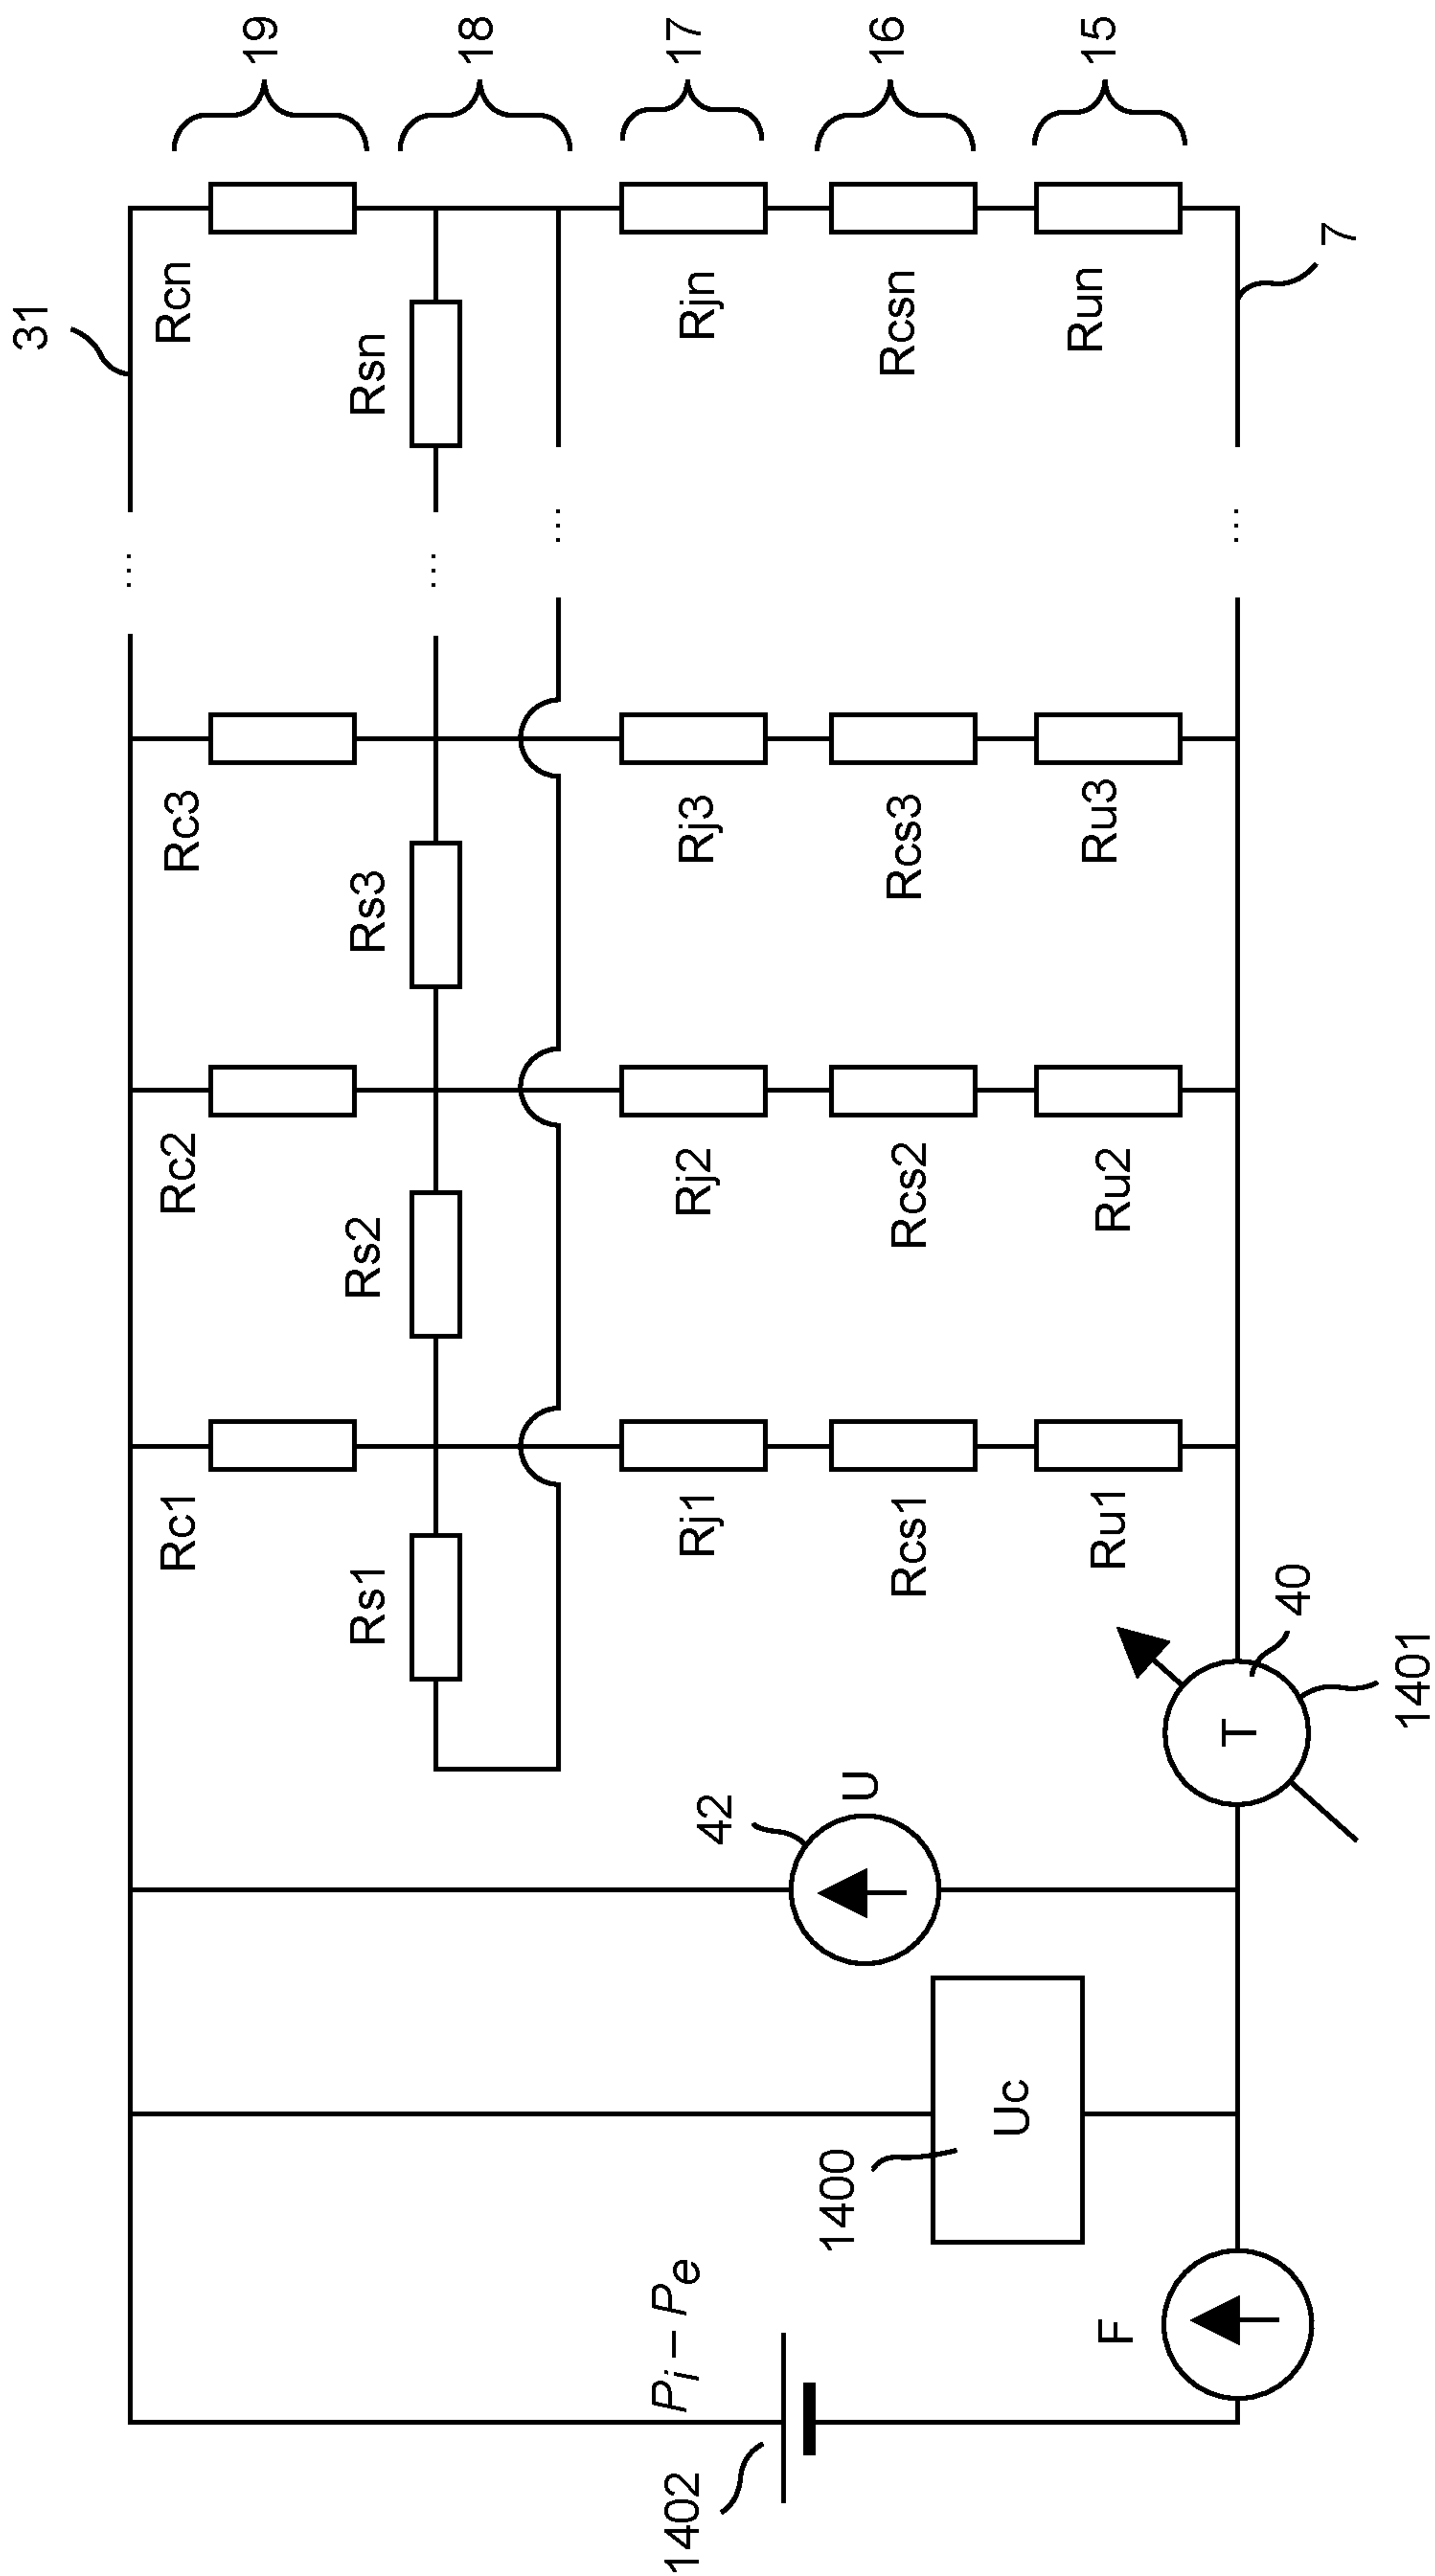 31
Rcn
19
Rc3
Rc2
Rc1
Rsn
18
Rs3
Rs2
Rs1
Rjn
17
Rj3
Rj2
Rj1
Pi – Pe
1402
Rcsn
16
Rcs3
Rcs2
Rcs1
42
U
1400
Uc
Run
15
Ru3
Ru2
Ru1
7
40
T
1401
F
...
...
...
...